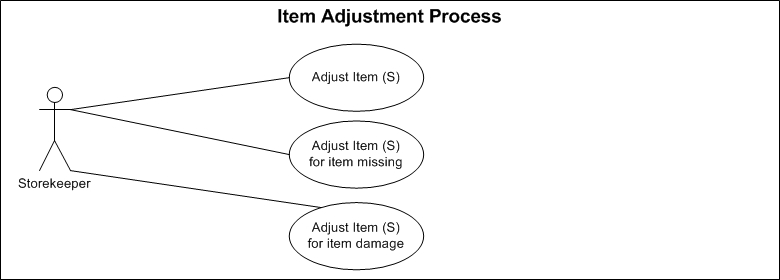 Item Adjustment Process
Adjust Item (S)
Adjust Item (S)
for item missing
Storekeeper
Adjust Item (S)
for item damage